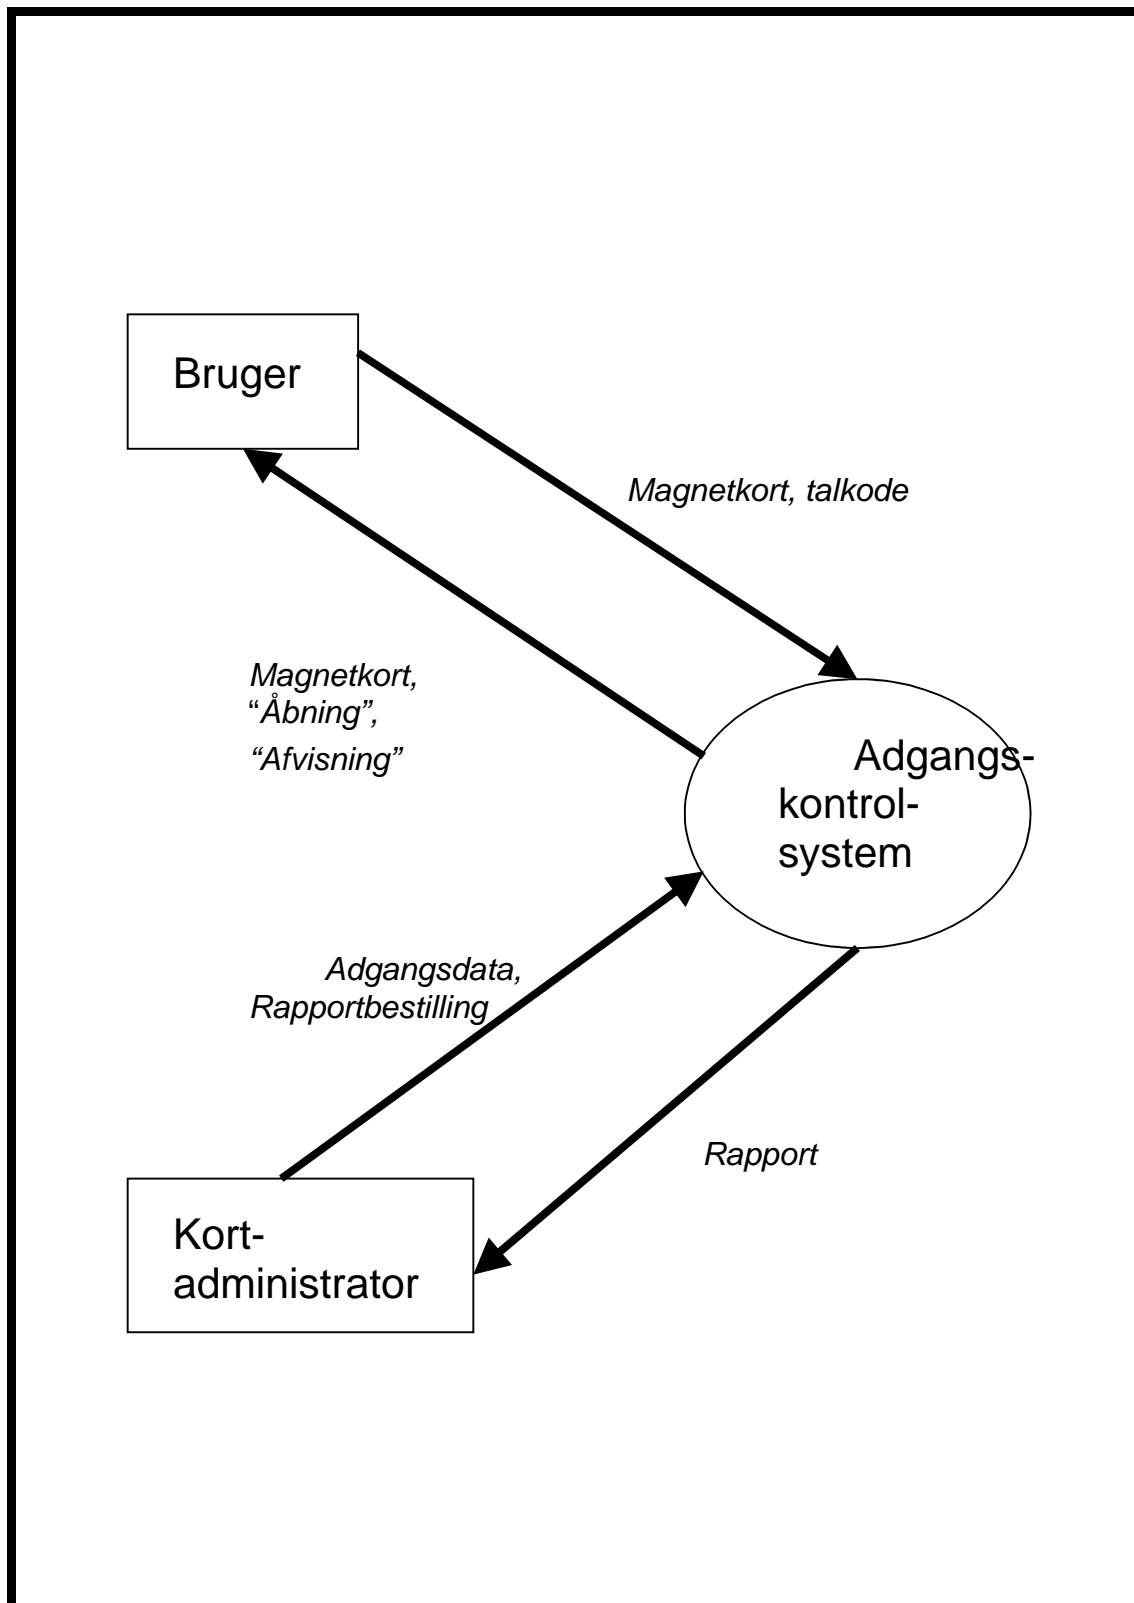 Bruger
Magnetkort, talkode
Magnetkort,
“Åbning”,
“Afvisning”
Adgangs-
kontrol-
system
Adgangsdata,
Rapportbestilling
Rapport
Kort-
administrator